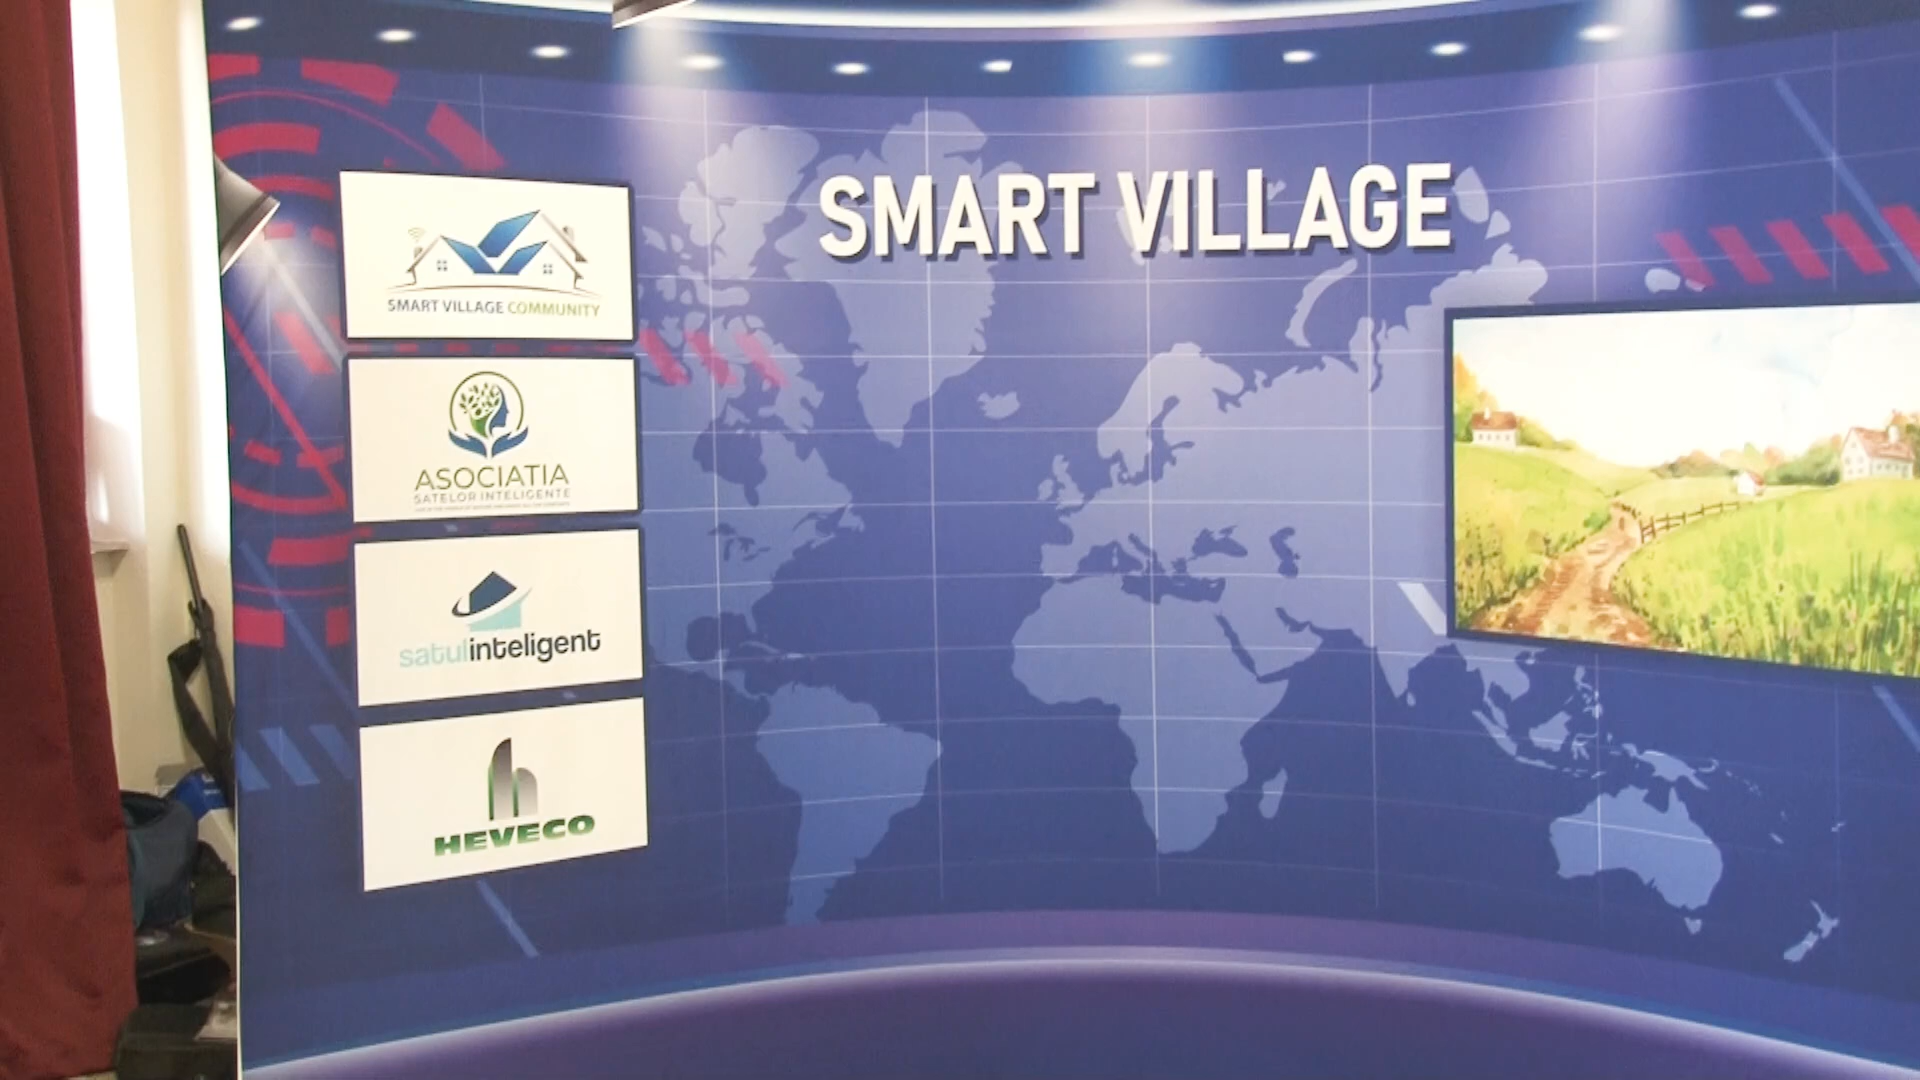 SMART VILLAGE
SMART VILLAGE COMMUNITY
ASOCIATIA
SATELOR INTELIGENTE
satulinteligent
HEVECO